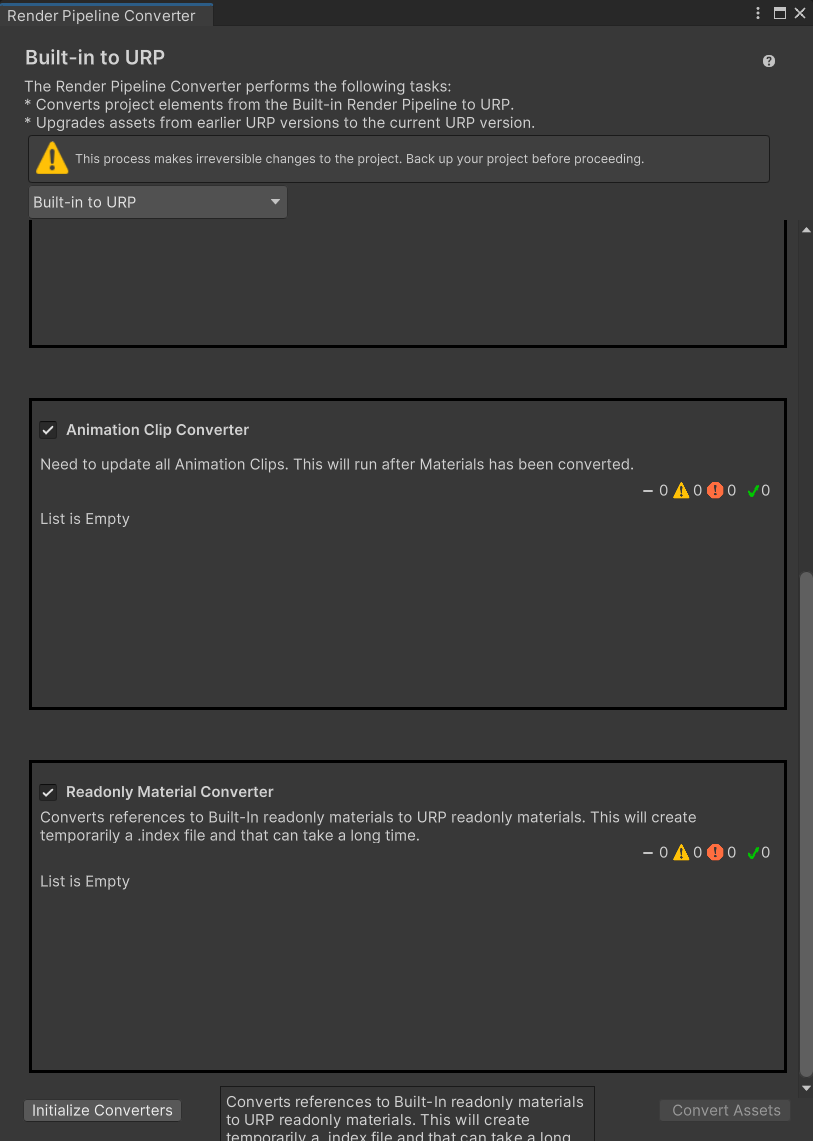 Render Pipeline Converter
Built-in to URP
The Render Pipeline Converter performs the following tasks:
* Converts project elements from the Built-in Render Pipeline to URP.
* Upgrades assets from earlier URP versions to the current URP version.
This process makes irreversible changes to the project. Back up your project before proceeding.
Built-in to URP
Animation Clip Converter
Need to update all Animation Clips. This will run after Materials has been converted.
0 0 0 0
List is Empty
Readonly Material Converter
Converts references to Built-In readonly materials to URP readonly materials. This will create
temporarily a .index file and that can take a long time.
0 0 0 0
List is Empty
Initialize Converters
Converts references to Built-In readonly materials
to URP readonly materials. This will create
temporarily a .index file and that can take a long
Convert Assets